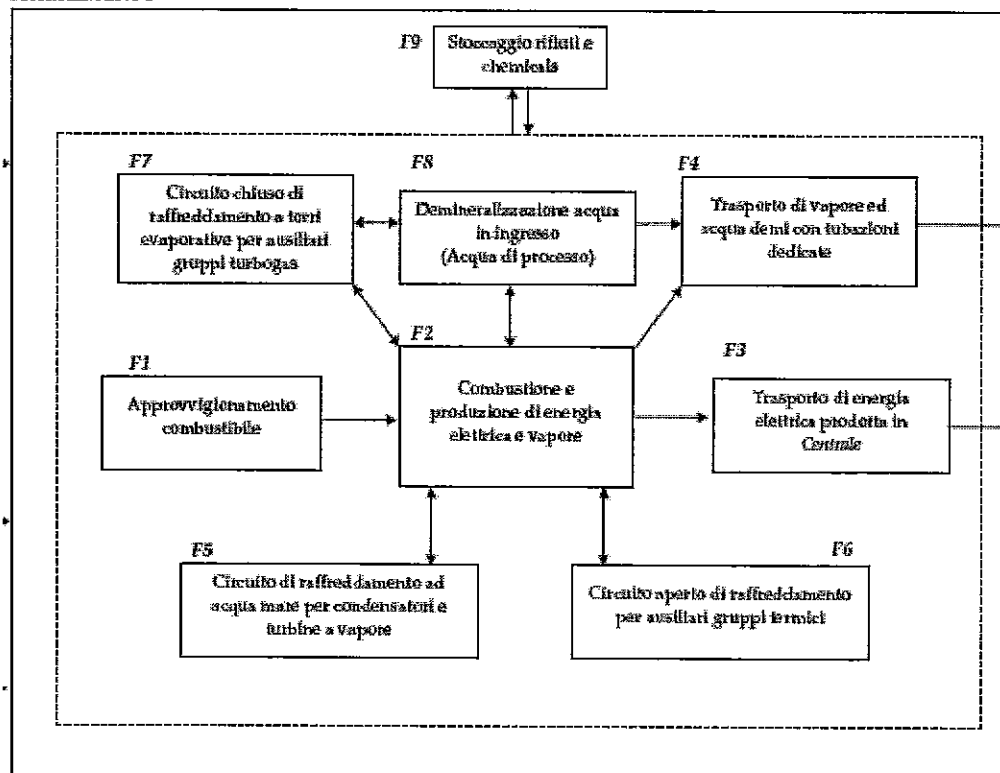 F9
Stoccaggio rifiuti e
chemicals
F7
Circuito chiuso di
raffreddamento a torri
evaporative per ausiliari
gruppi turbogas
F8
Demineralizzazione acqua
in ingresso
(Acqua di processo)
F4
Trasporto di vapore ed
acqua demi con tubazioni
dedicate
F1
Approvvigionamento
combustibile
F2
Combustione e
produzione di energia
elettrica e vapore
F3
Trasporto di energia
elettrica prodotta in
Centrale
F5
Circuito di raffreddamento ad
acqua mare per condensatori e
turbine a vapore
F6
Circuito aperto di raffreddamento
per ausiliari gruppi termici